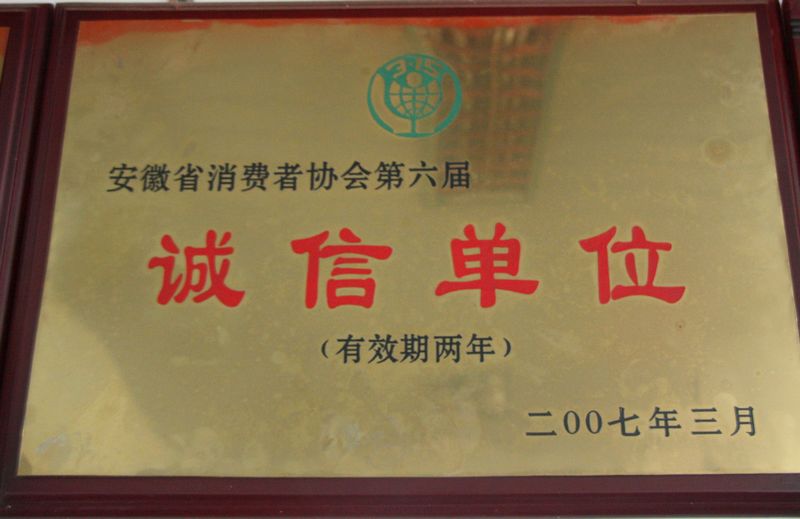 315
安徽省消费者协会第六届
诚信单位
（有效期两年）
二00七年三月